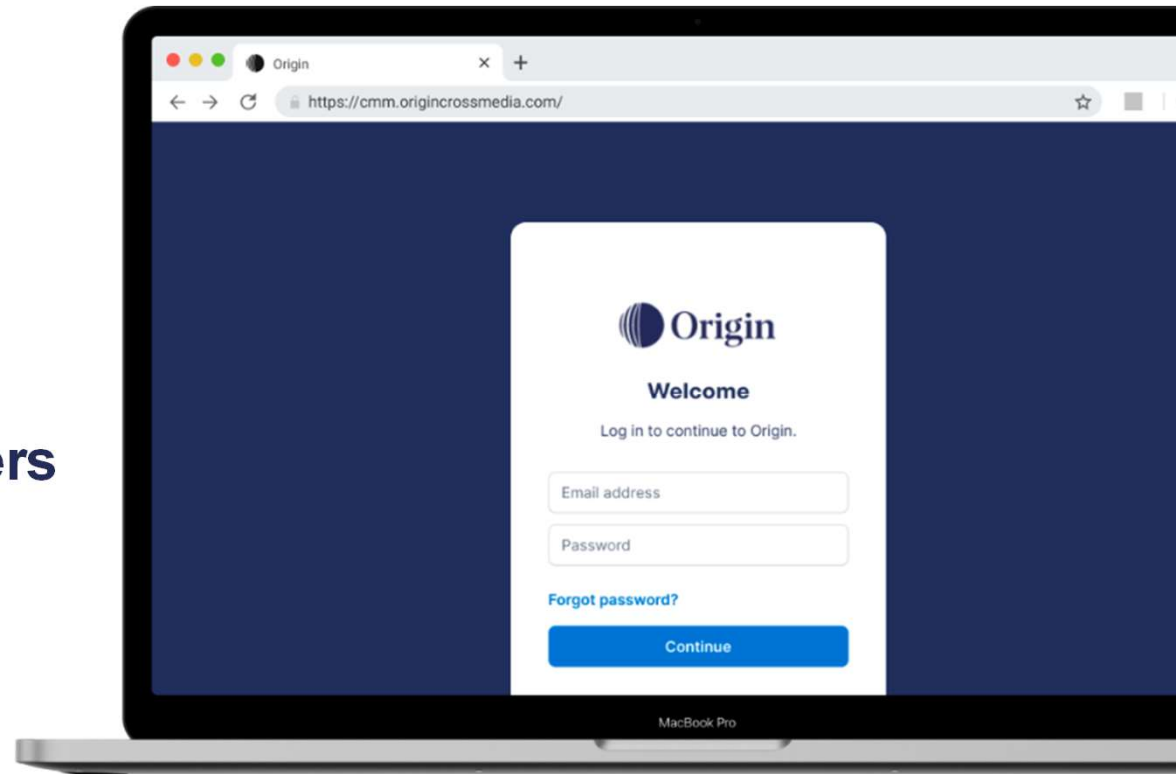 Origin
https://cmm.origincrossmedia.com/
Origin
Welcome
Log in to continue to Origin.
ers
Email address
Password
Forgot password?
Continue
MacBook Pro